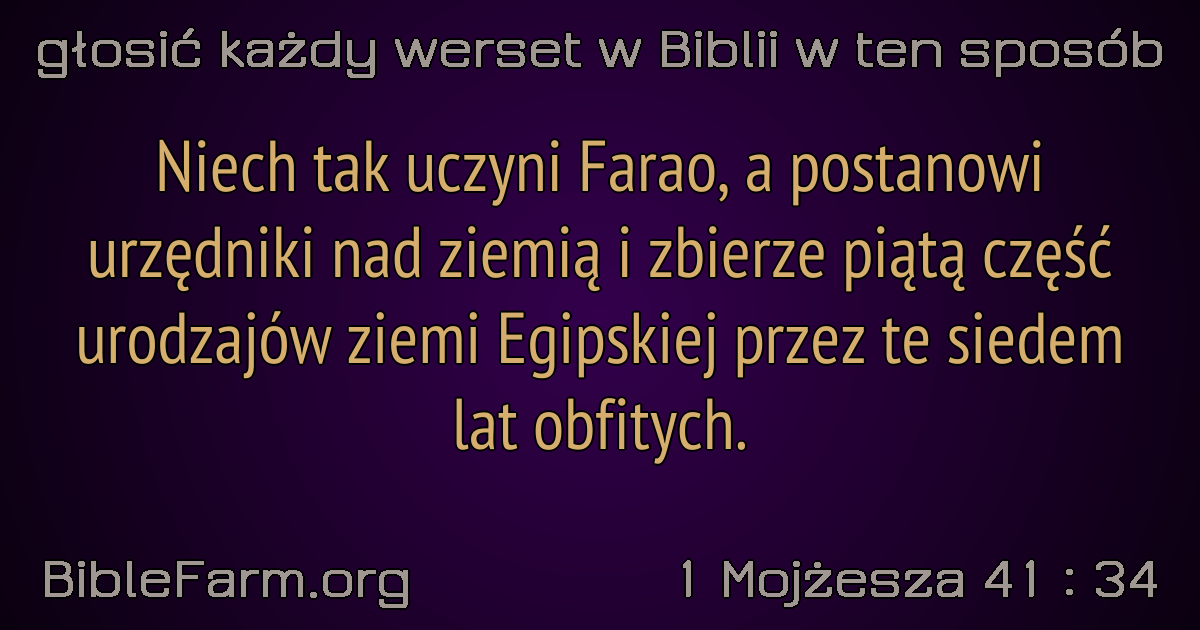 głosić każdy werset w Biblii w ten sposób
Niech tak uczyni Farao, a postanowi
urzędniki nad ziemią i zbierze piątą część
urodzajów ziemi Egipskiej przez te siedem
lat obfitych.
BibleFarm.org
1 Mojżesza 41 : 34